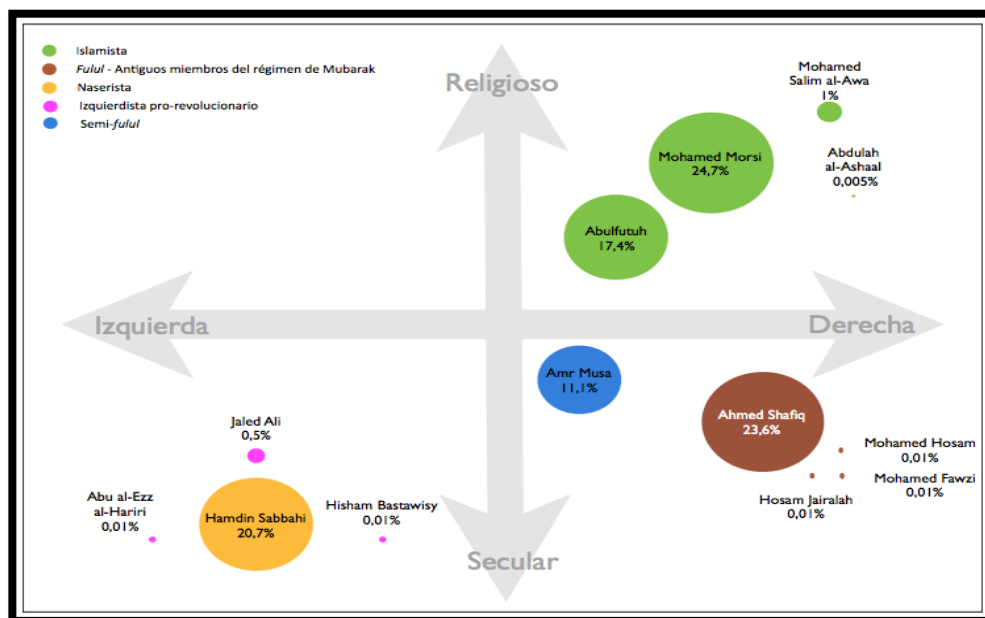 Islamista
Fulul - Antiguos miembros del régimen de Mubarak
Naserista
Izquierdista pro-revolucionario
Semi-fulul
Religioso
Mohamed
Salim al-Awa
1%
Mohamed Morsi
24,7%
Abdulah
al-Ashaal
0,005%
Abulfutuh
17,4%
Izquierda
Derecha
Amr Musa
11,1%
Ahmed Shafiq
23,6%
Jaled Ali
0,5%
Mohamed Hosam
0,01%
Mohamed Fawzi
0,01%
Hosam Jairalah
0,01%
Abu al-Ezz
al-Hariri
0,01%
Hamdin Sabbahi
20,7%
Hisham Bastawisy
0,01%
Secular